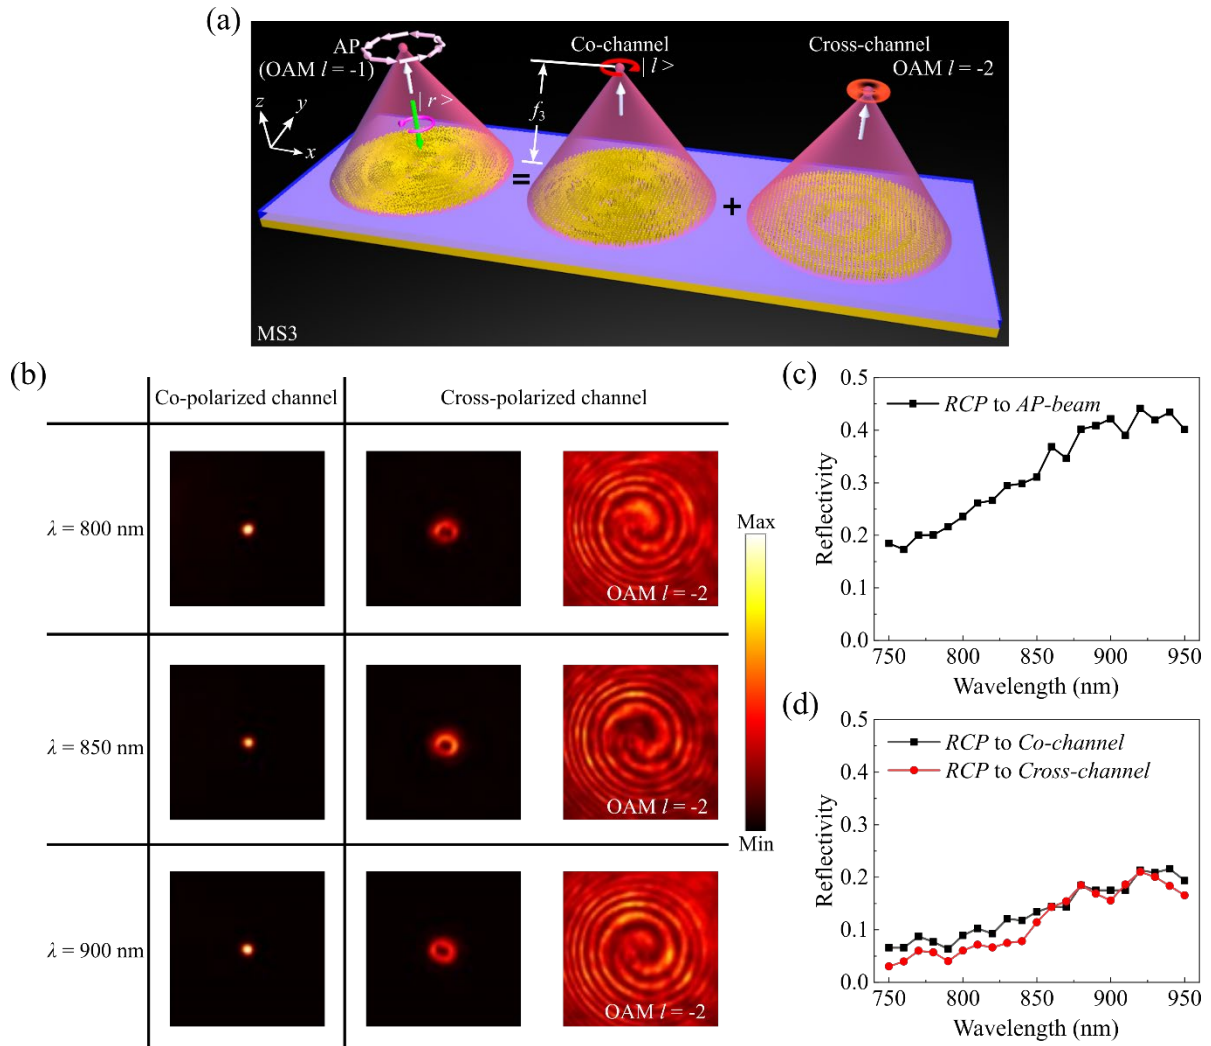 (a)
AP
(OAM l = -1)
Co-channel
Cross-channel
OAM l = -2
| l >
| r >
f3
z
y
x
=
+
MS3
(b)
Co-polarized channel
Cross-polarized channel
λ = 800 nm
OAM l = -2
λ = 850 nm
OAM l = -2
λ = 900 nm
OAM l = -2
Max
Min
(c)
RCP to AP-beam
Reflectivity
0.5
0.4
0.3
0.2
0.1
0.0
750 800 850 900 950
Wavelength (nm)
(d)
RCP to Co-channel
RCP to Cross-channel
Reflectivity
0.5
0.4
0.3
0.2
0.1
0.0
750 800 850 900 950
Wavelength (nm)